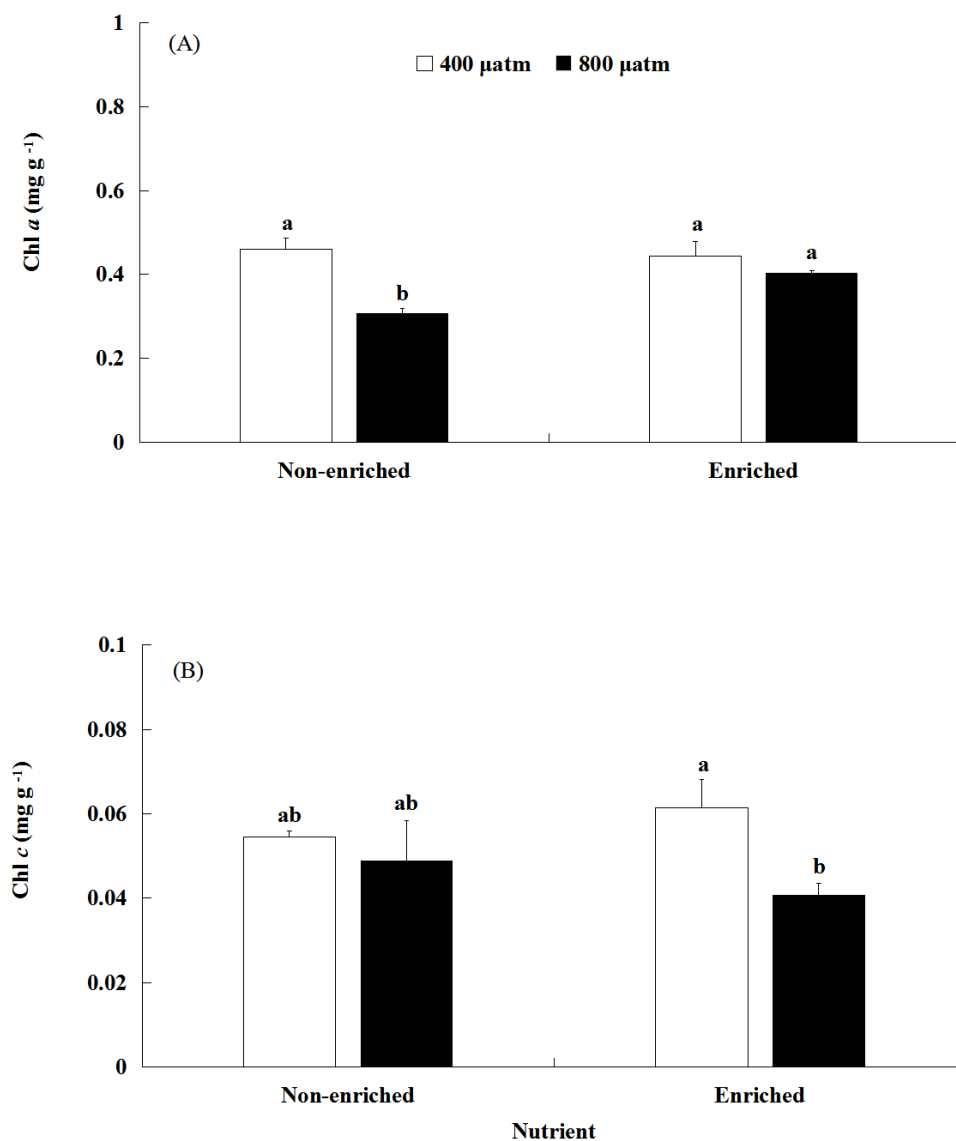 (A)
400 μatm 800 μatm
Chl a (mg g -1)
1
0.8
0.6
0.4
0.2
0
a
b
a
a
Non-enriched Enriched
(B)
Chl c (mg g -1)
0.1
0.08
0.06
0.04
0.02
0
ab
ab
a
b
Non-enriched Enriched
Nutrient